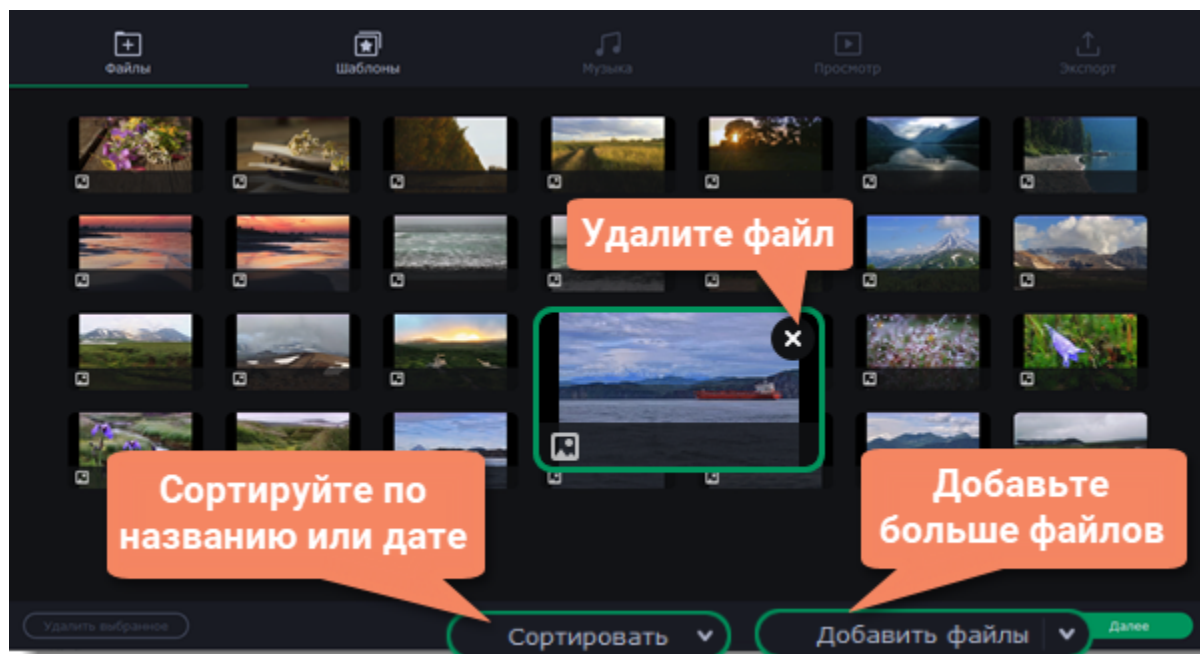 Файлы
Шаблоны
Музыка
Просмотр
Экспорт
Удалите файл
Сортируйте по
названию или дате
Добавьте
больше файлов
Удалить выбранное
Сортировать
Добавить файлы
Далее